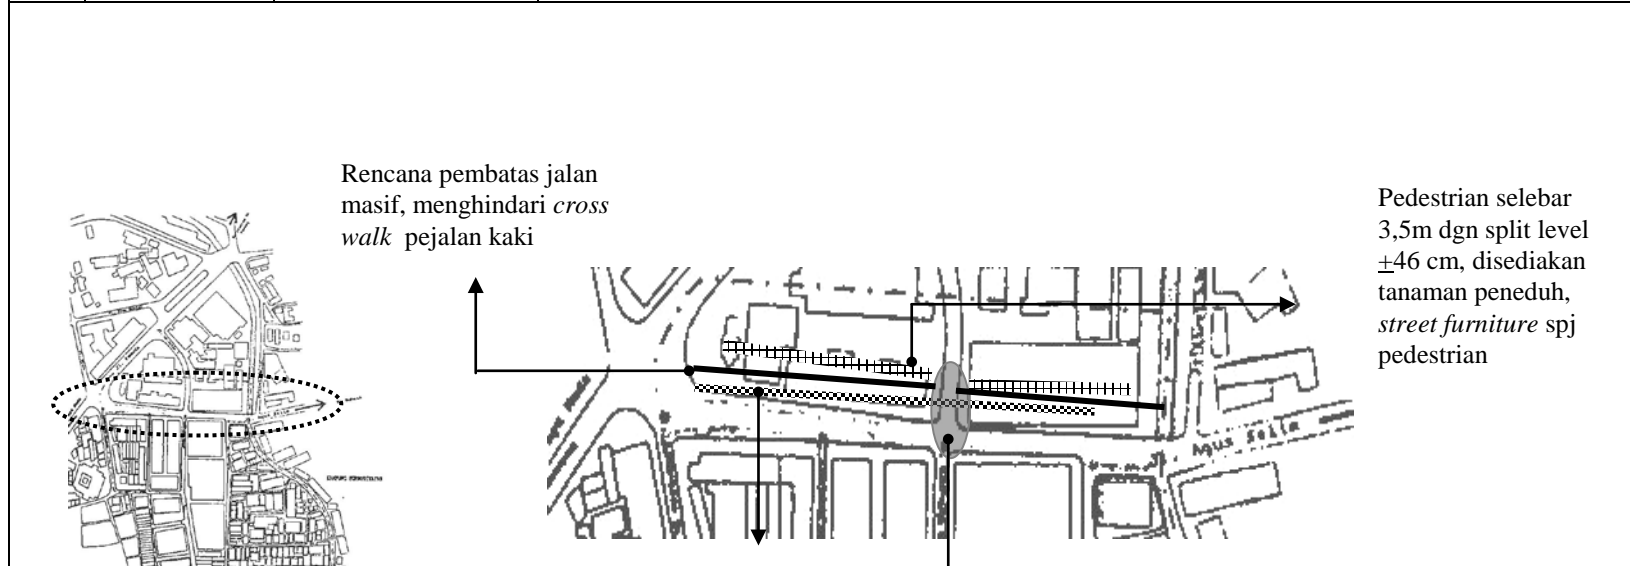 Rencana pembatas jalan
masif, menghindari cross
walk pejalan kaki
Pedestrian selebar
3,5m dgn split level
+46 cm, disediakan
tanaman peneduh,
street furniture spj
pedestrian
Agus Salim